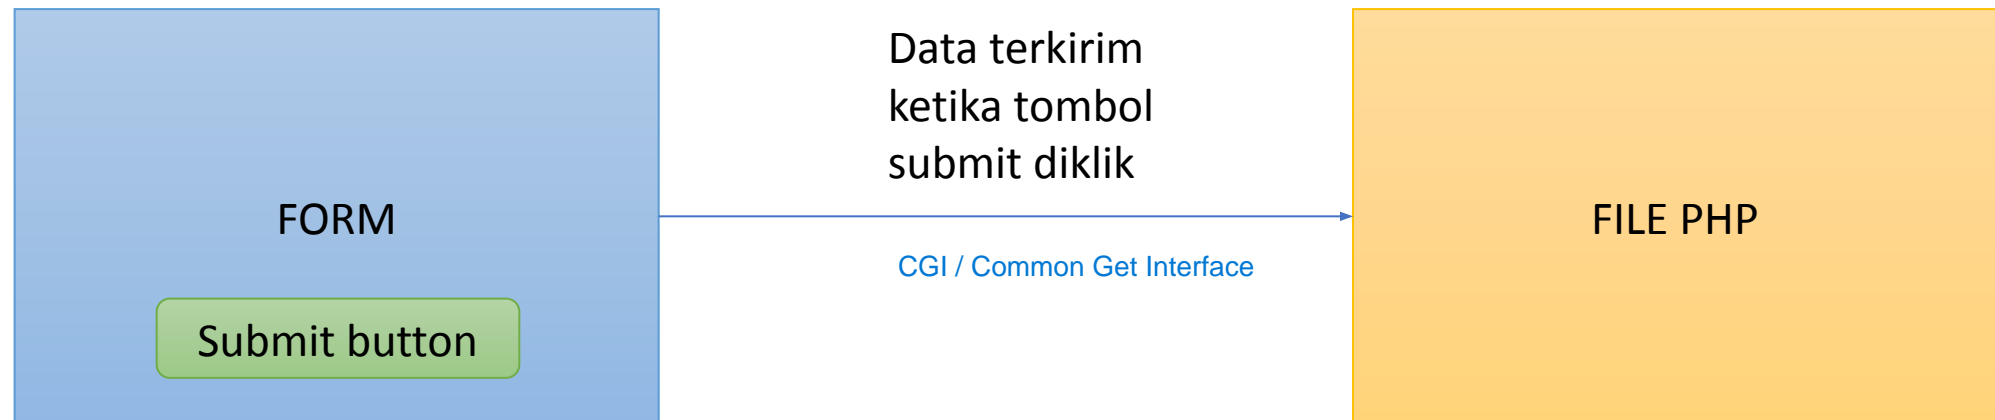 FORM
Submit button
Data terkirim
ketika tombol
submit diklik
CGI / Common Get Interface
FILE PHP